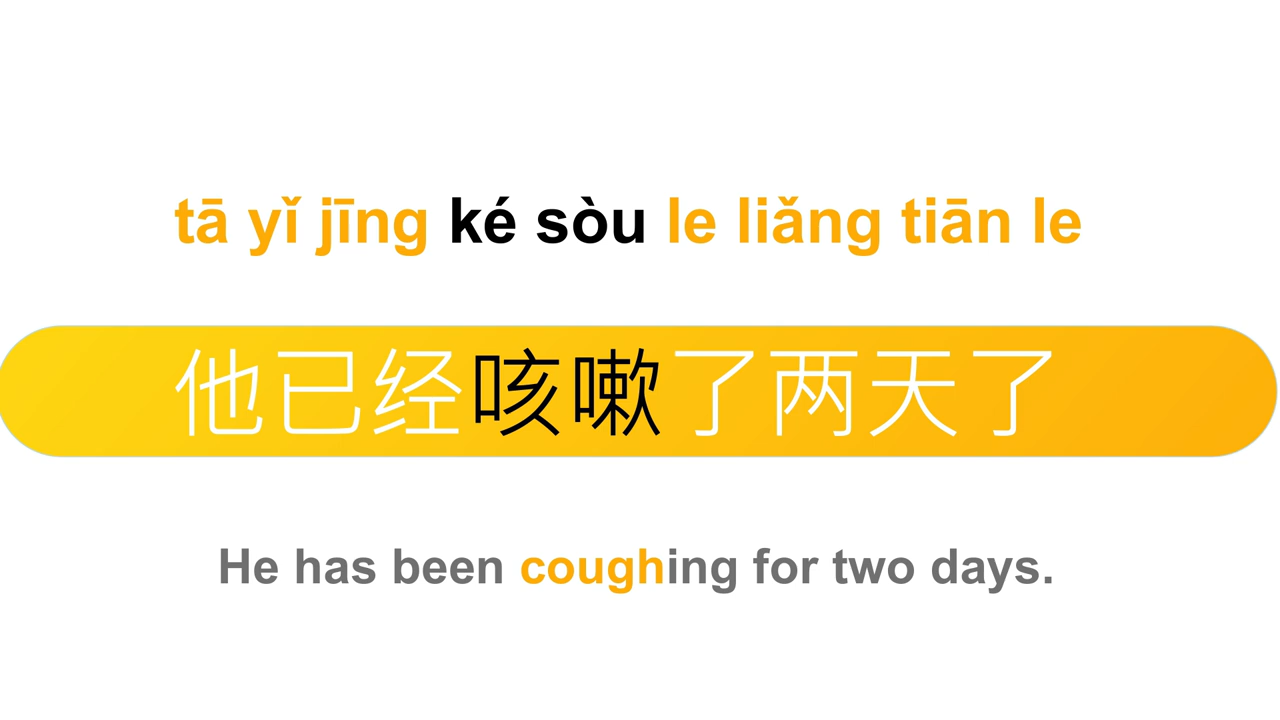 tā yǐ jīng ké sòu le liǎng tiān le
他已经咳嗽了两天了
He has been coughing for two days.